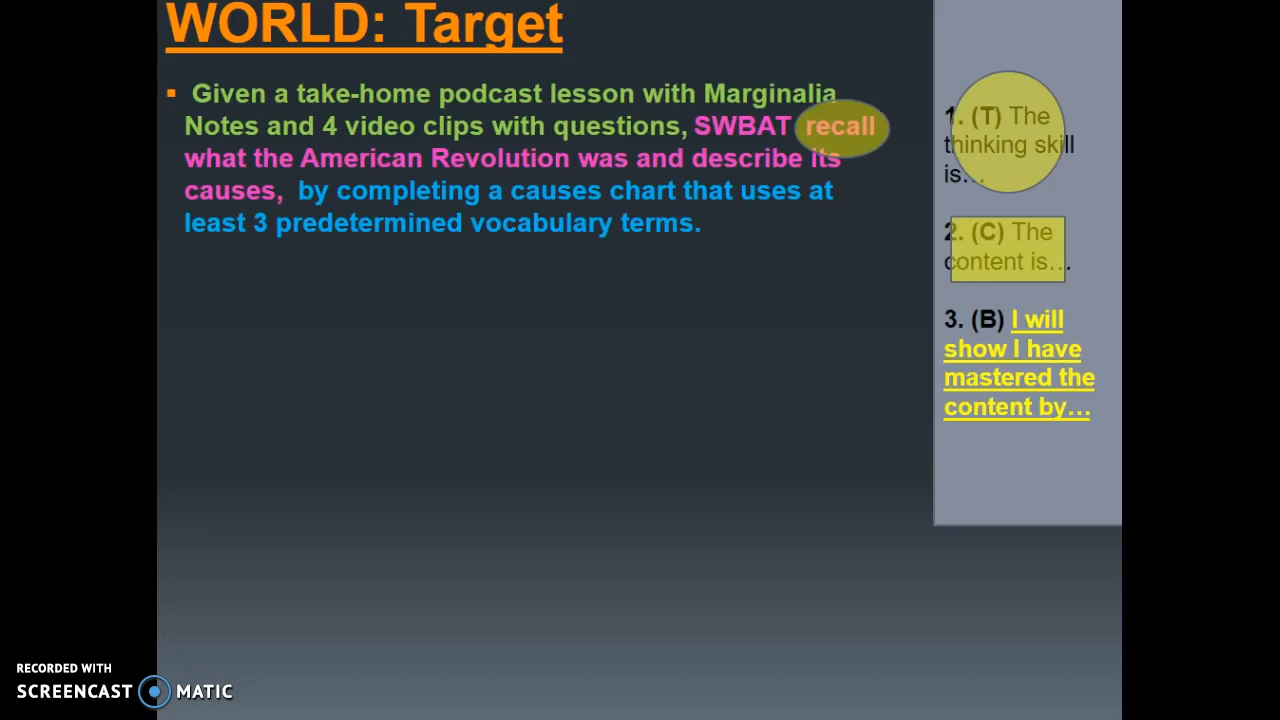 WORLD: Target
Given a take-home podcast lesson with Marginalia
Notes and 4 video clips with questions, SWBAT recall
what the American Revolution was and describe its
causes, by completing a causes chart that uses at
least 3 predetermined vocabulary terms.
1. (T) The
thinking skill
is…
2. (C) The
content is…
3. (B) I will
show I have
mastered the
content by…
RECORDED WITH
SCREENCAST MATIC